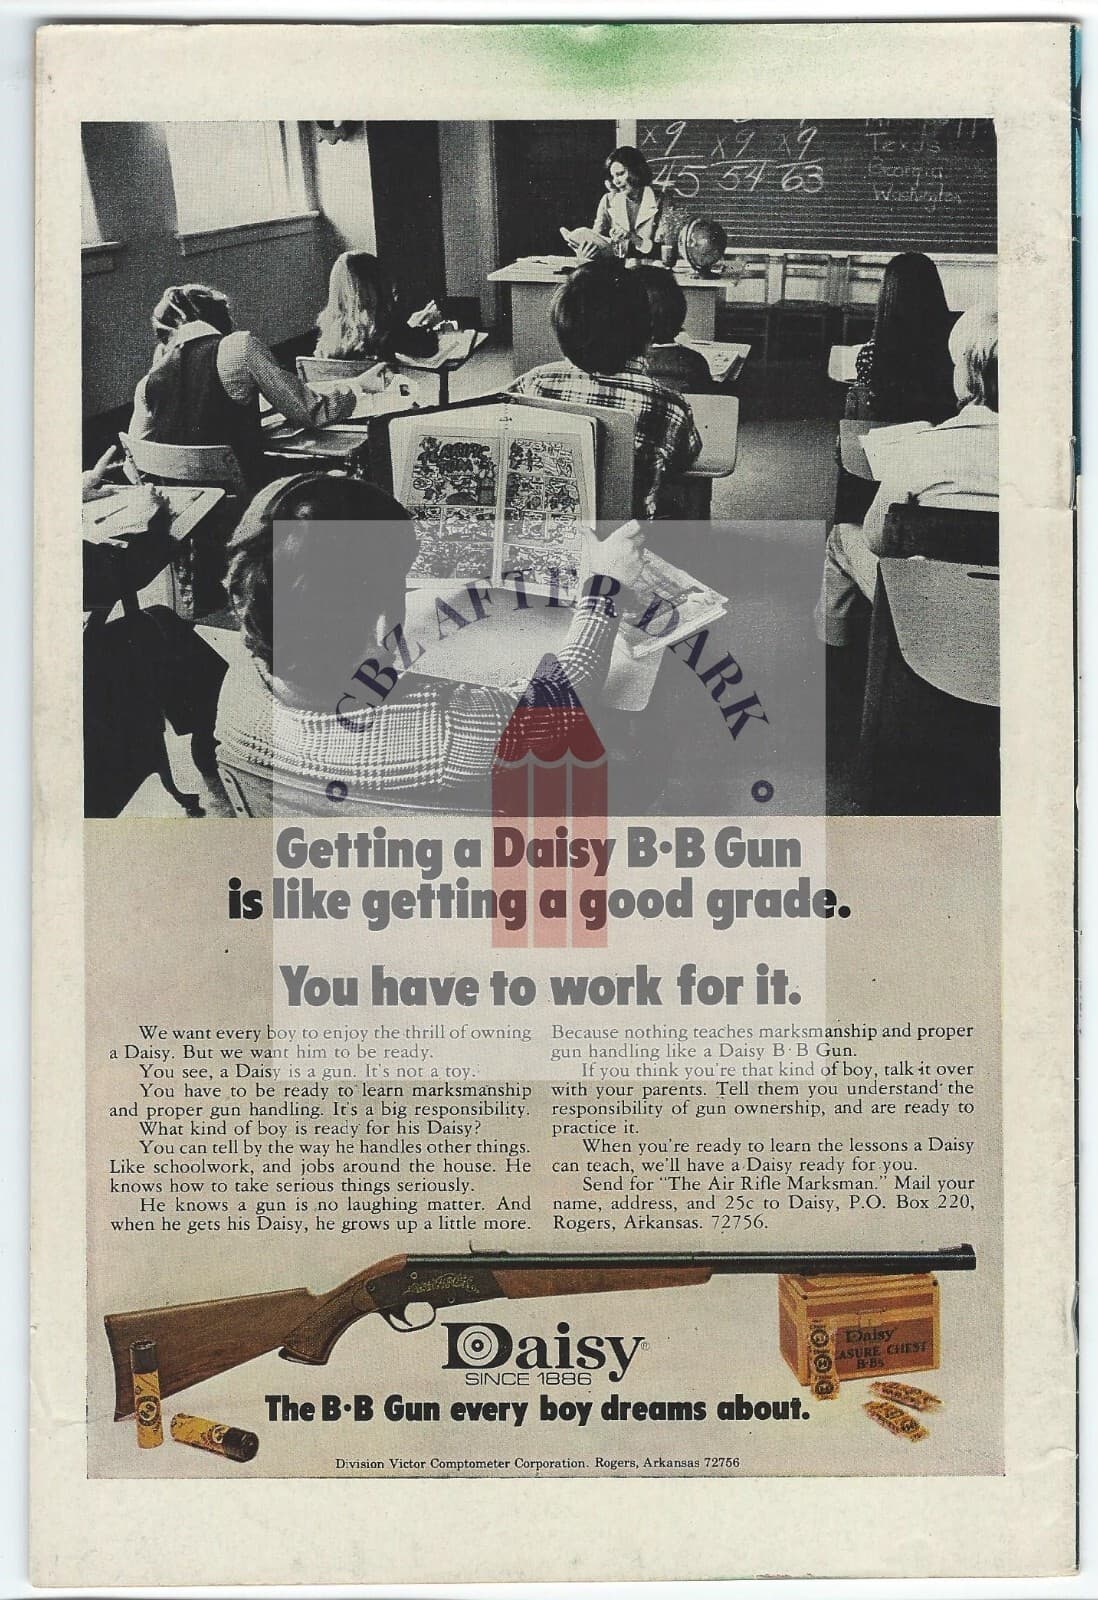 x9 x9 x9
45 54 63
Texas
Georgia
Washington
CBZ AFTER DARK
Getting a Daisy B·B Gun
is like getting a good grade.
You have to work for it.
We want every boy to enjoy the thrill of owning
a Daisy. But we want him to be ready.
You see, a Daisy is a gun. It's not a toy.
You have to be ready to learn marksmanship
and proper gun handling. It's a big responsibility.
What kind of boy is ready for his Daisy?
You can tell by the way he handles other things.
Like schoolwork, and jobs around the house. He
knows how to take serious things seriously.
He knows a gun is no laughing matter. And
when he gets his Daisy, he grows up a little more.
Because nothing teaches marksmanship and proper
gun handling like a Daisy B·B Gun.
If you think you're that kind of boy, talk it over
with your parents. Tell them you understand the
responsibility of gun ownership, and are ready to
practice it.
When you're ready to learn the lessons a Daisy
can teach, we'll have a Daisy ready for you.
Send for "The Air Rifle Marksman." Mail your
name, address, and 25c to Daisy, P.O. Box 220,
Rogers, Arkansas. 72756.
Daisy
ASURE CHEST
B·Bs
Daisy®
SINCE 1886
The B·B Gun every boy dreams about.
Division Victor Comptometer Corporation. Rogers, Arkansas 72756